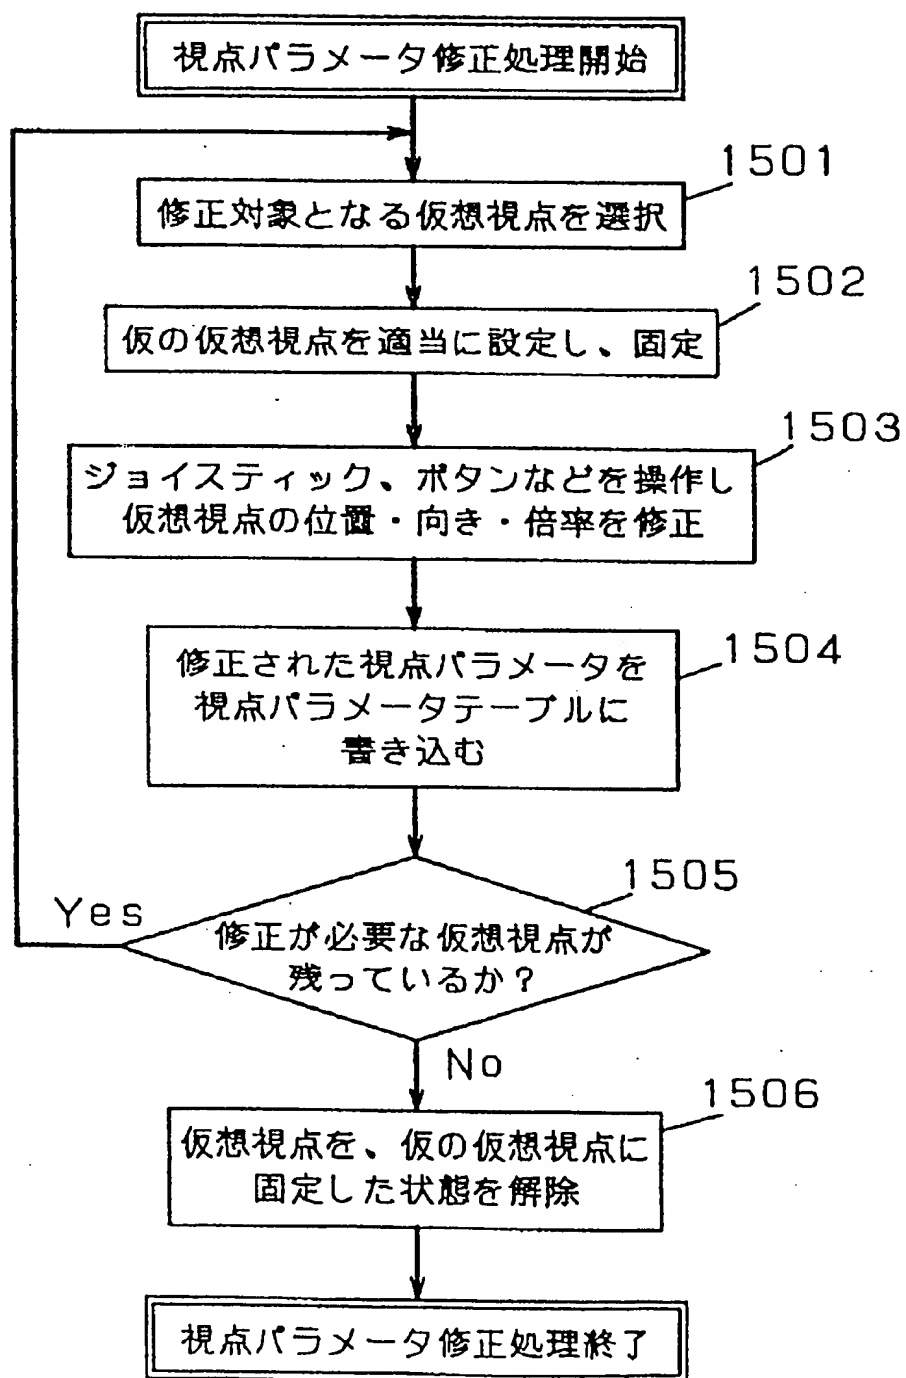 視点パラメータ修正処理開始
1501
修正対象となる仮想視点を選択
1502
仮の仮想視点を適当に設定し、固定
1503
ジョイスティック、ボタンなどを操作し
仮想視点の位置・向き・倍率を修正
1504
修正された視点パラメータを
視点パラメータテーブルに
書き込む
1505
Yes
修正が必要な仮想視点が
残っているか？
No
1506
仮想視点を、仮の仮想視点に
固定した状態を解除
視点パラメータ修正処理終了